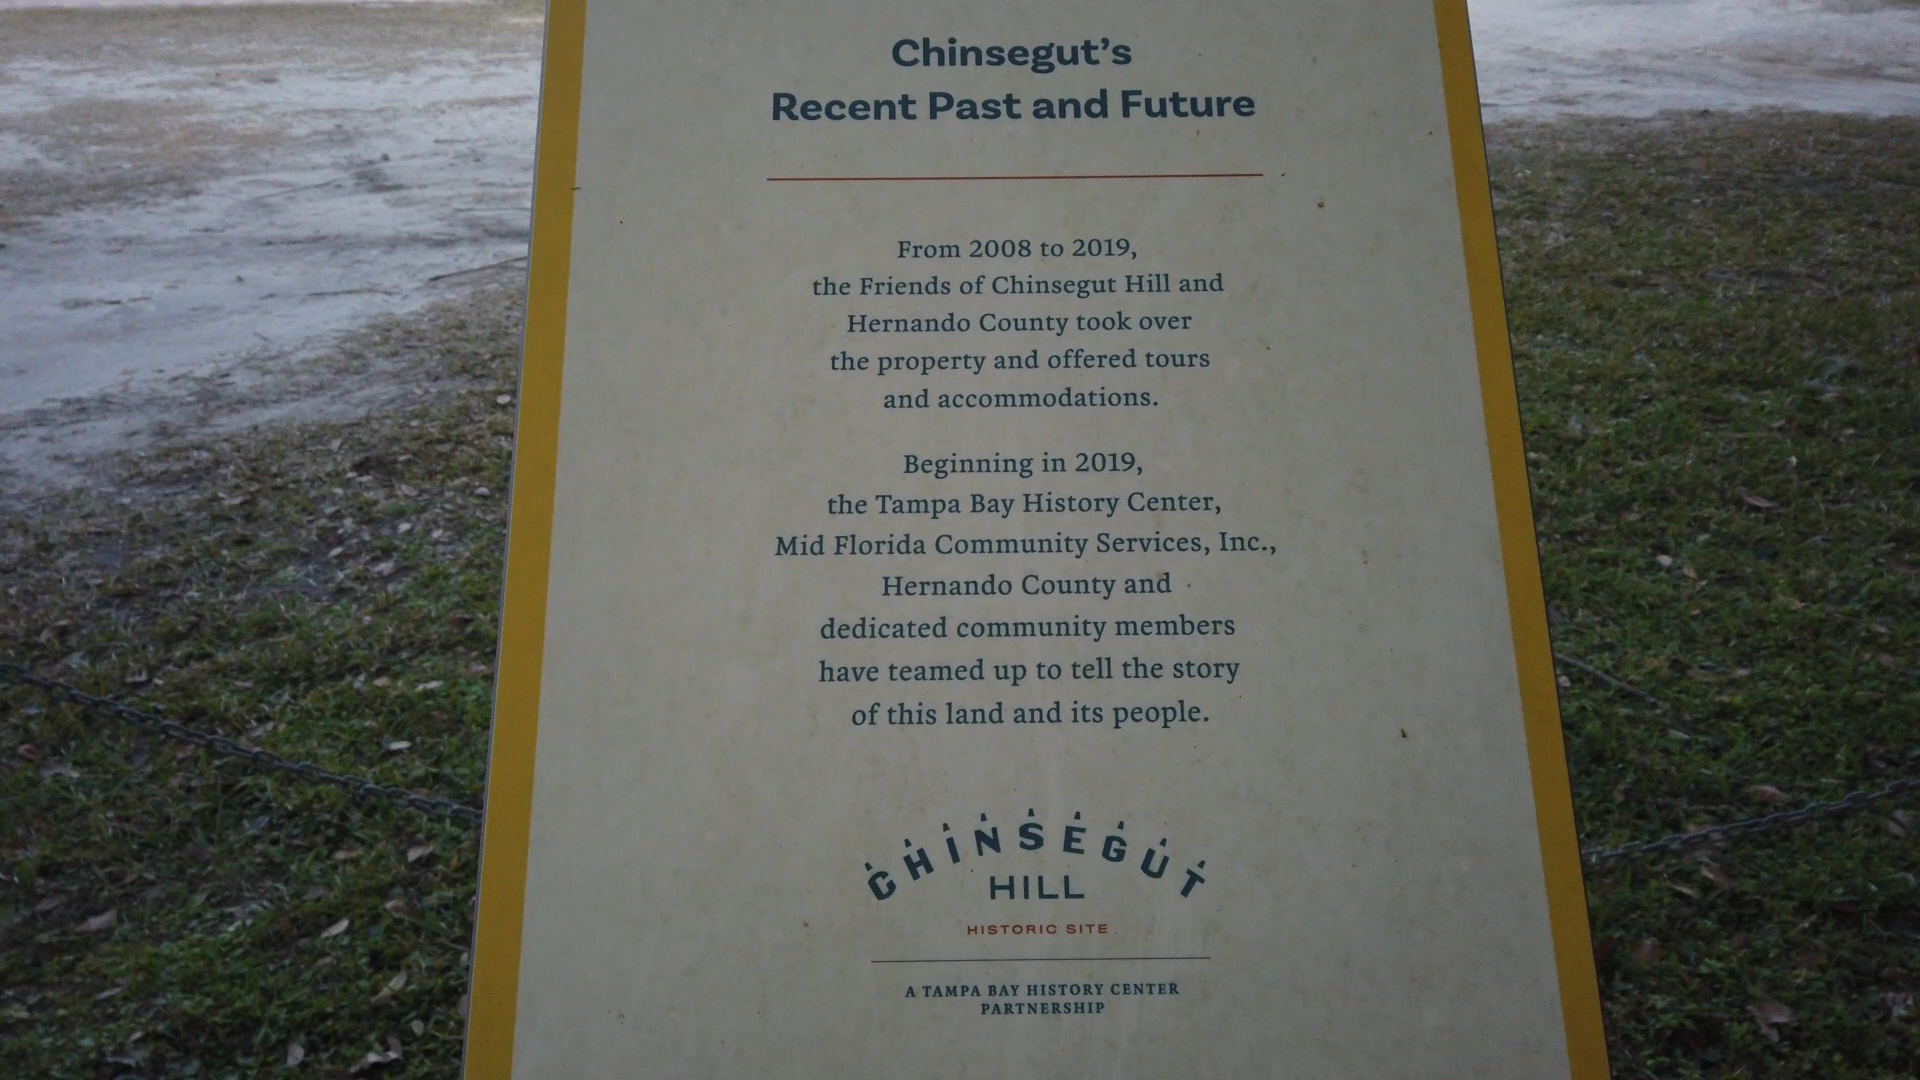 Chinsegut's
Recent Past and Future
From 2008 to 2019,
the Friends of Chinsegut Hill and
Hernando County took over
the property and offered tours
and accommodations.
Beginning in 2019,
the Tampa Bay History Center,
Mid Florida Community Services, Inc.,
Hernando County and
dedicated community members
have teamed up to tell the story
of this land and its people.
CHINSEGUT
HILL
HISTORIC SITE
A TAMPA BAY HISTORY CENTER
PARTNERSHIP